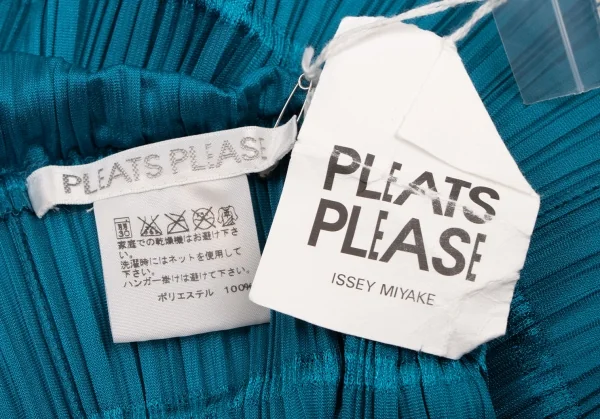 PLEATS PLEASE
家庭での乾燥機はお避け下さい。
洗濯時にはネットを使用して下さい。
ハンガー掛けは避けて下さい。
ポリエステル 100%
PLEATS
PLEASE
ISSEY MIYAKE